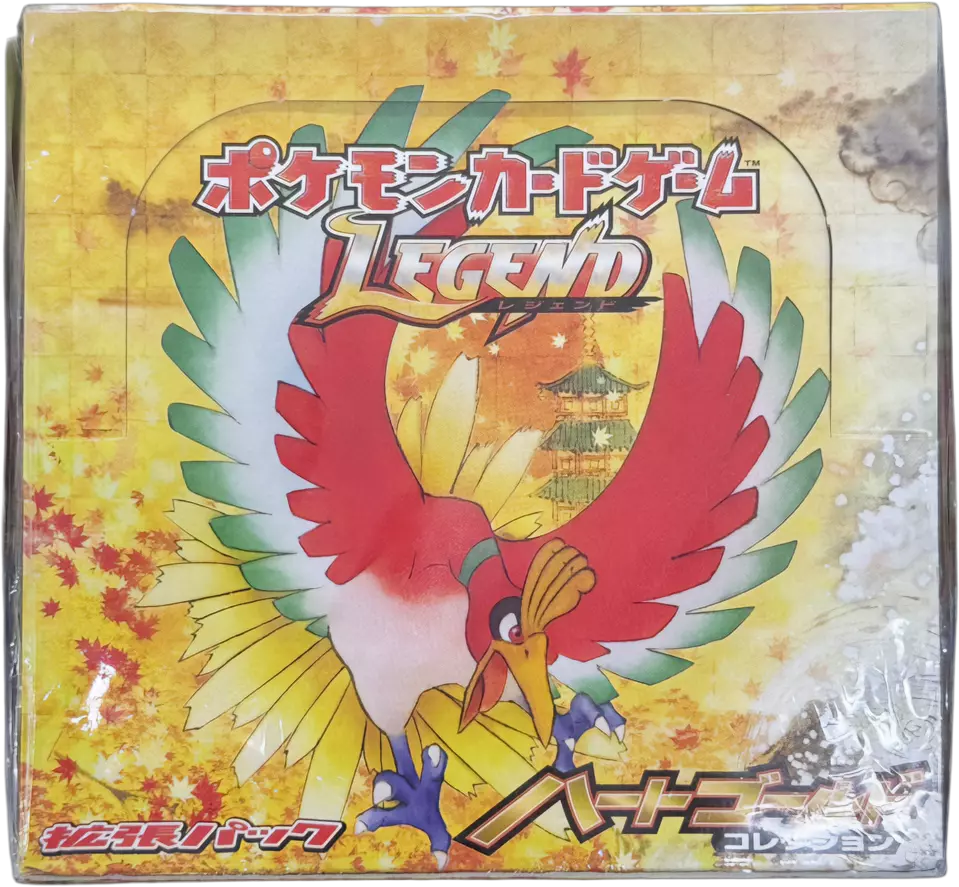 ポケモンカードゲーム™
LEGEND
レジェンド
拡張パック
ハートゴールド
コレクション